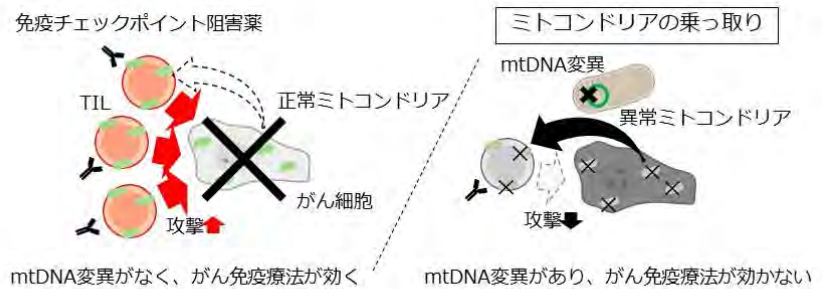 免疫チェックポイント阻害薬
TIL
正常ミトコンドリア
がん細胞
攻撃
mtDNA変異がなく、がん免疫療法が効く
ミトコンドリアの乗っ取り
mtDNA変異
異常ミトコンドリア
攻撃
mtDNA変異があり、がん免疫療法が効かない